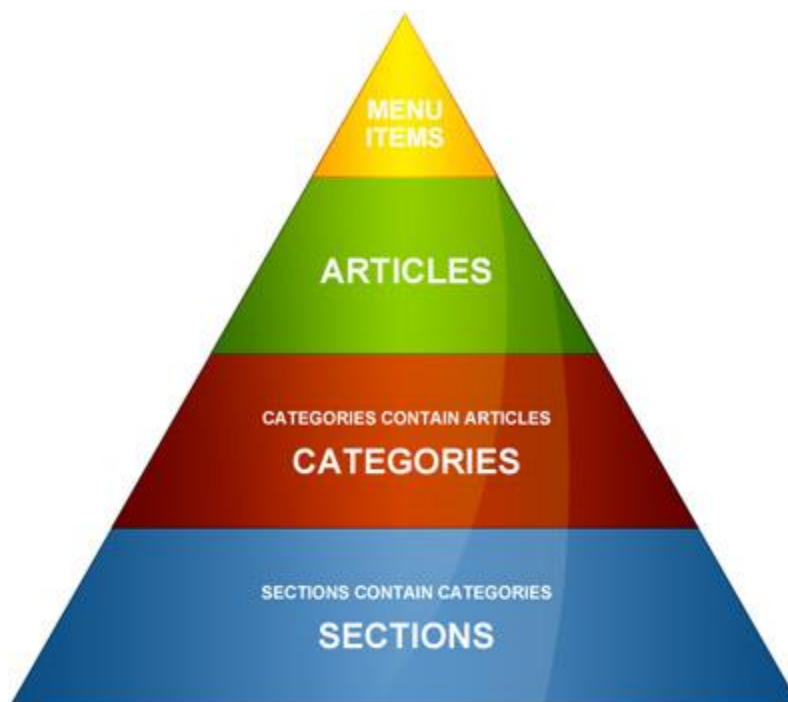 MENU
ITEMS
ARTICLES
CATEGORIES CONTAIN ARTICLES
CATEGORIES
SECTIONS CONTAIN CATEGORIES
SECTIONS